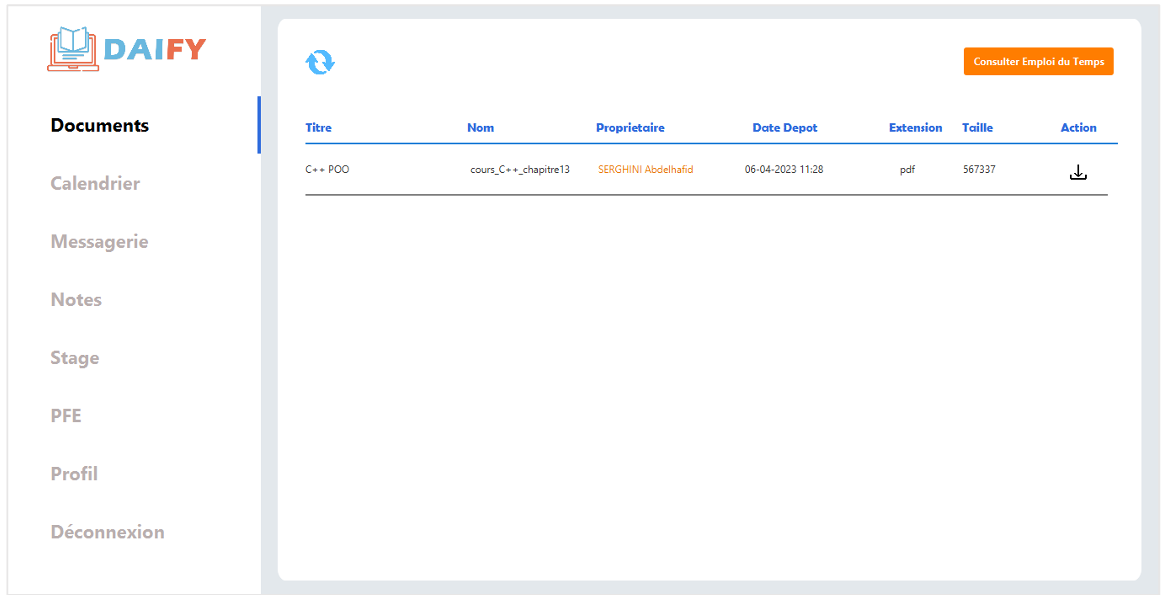 DAIFY
Documents
Calendrier
Messagerie
Notes
Stage
PFE
Profil
Déconnexion
Consulter Emploi du Temps
Titre Nom Proprietaire Date Depot Extension Taille Action
C++ POO cours_C++_chapitre13 SERGHINI Abdelhafid 06-04-2023 11:28 pdf 567337